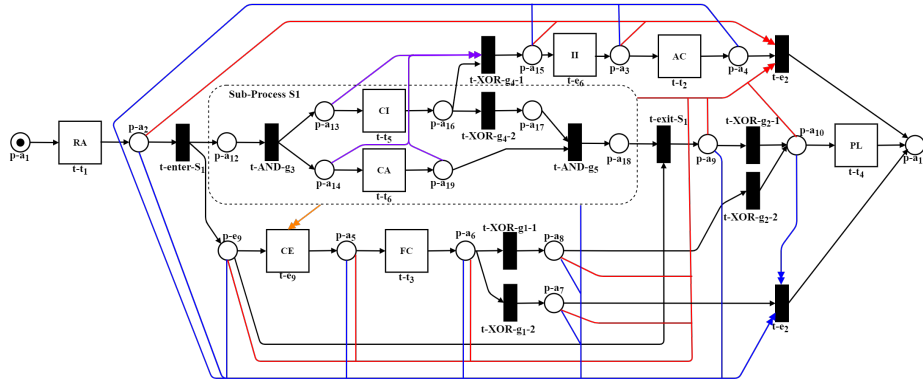 p-a15
II
t-e6
p-a3
AC
t-t2
p-a4
t-e2
t-XOR-g4-1
Sub-Process S1
p-a13
CI
t-t5
p-a16
t-XOR-g4-2
p-a17
t-exit-S1
t-XOR-g2-1
p-a1
RA
t-t1
p-a2
t-enter-S1
p-a12
t-AND-g3
p-a14
CA
t-t6
p-a19
t-AND-g5
p-a18
p-a9
p-a10
PL
t-t4
p-a1
t-XOR-g2-2
p-e9
CE
t-e9
p-a5
FC
t-t3
p-a6
t-XOR-g1-1
p-a8
t-XOR-g1-2
p-a7
t-e2